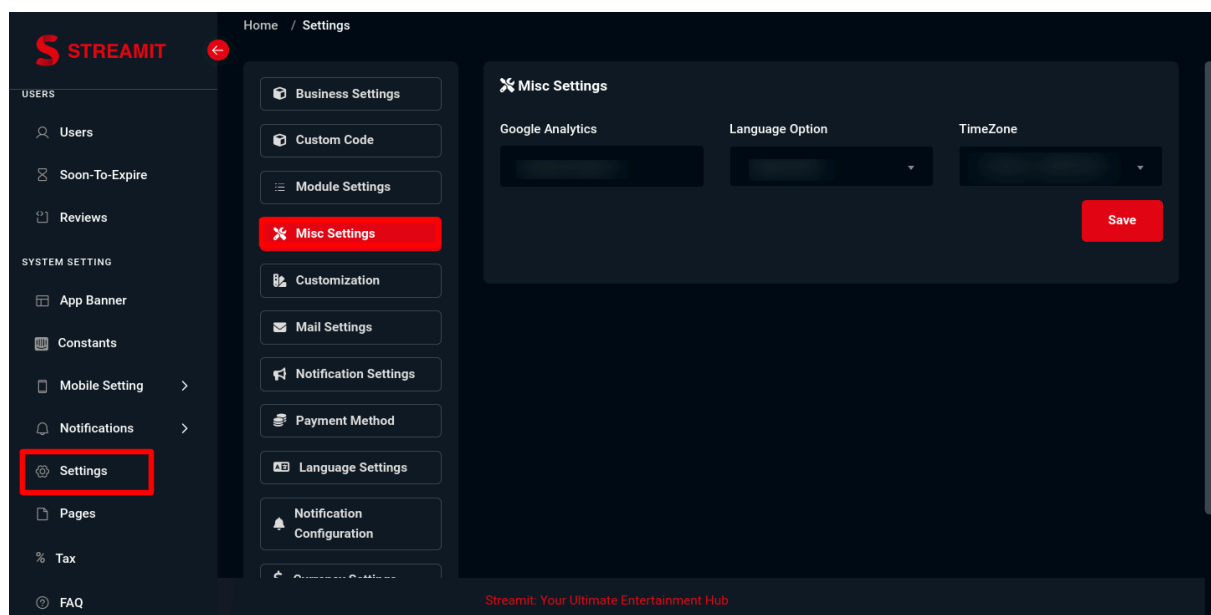 STREAMIT
USERS
Users
Soon-To-Expire
Reviews
SYSTEM SETTING
App Banner
Constants
Mobile Setting
Notifications
Settings
Pages
Tax
FAQ
Home / Settings
Business Settings
Custom Code
Module Settings
Misc Settings
Customization
Mail Settings
Notification Settings
Payment Method
Language Settings
Notification
Configuration
Currency Settings
Misc Settings
Google Analytics Language Option TimeZone
Save
Streamit: Your Ultimate Entertainment Hub